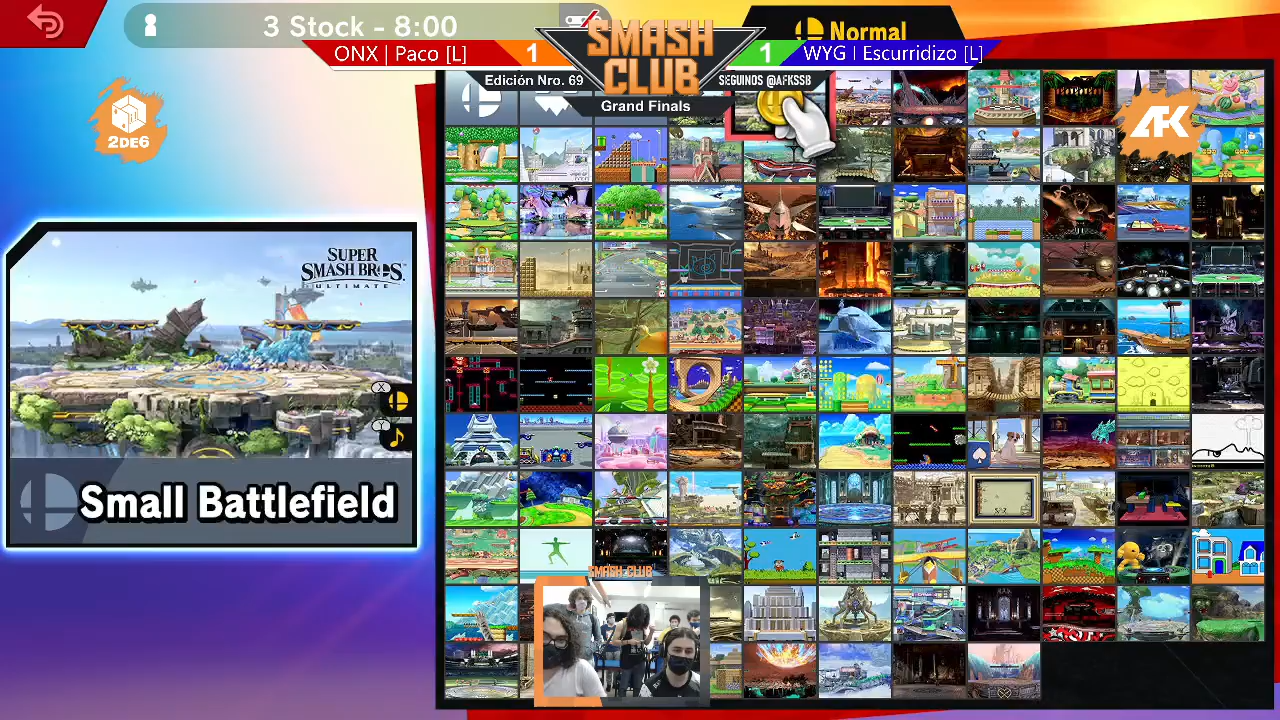 3 Stock - 8:00
Normal
ONX | Paco [L]
1
SMASH
CLUB
1
WYG | Escurridizo [L]
Edición Nro. 69
SEGUINOS @AFKSSB
Grand Finals
2DE6
AK
SUPER
SMASH BROS.
ULTIMATE
X
Y
Small Battlefield
SMASH CLUB